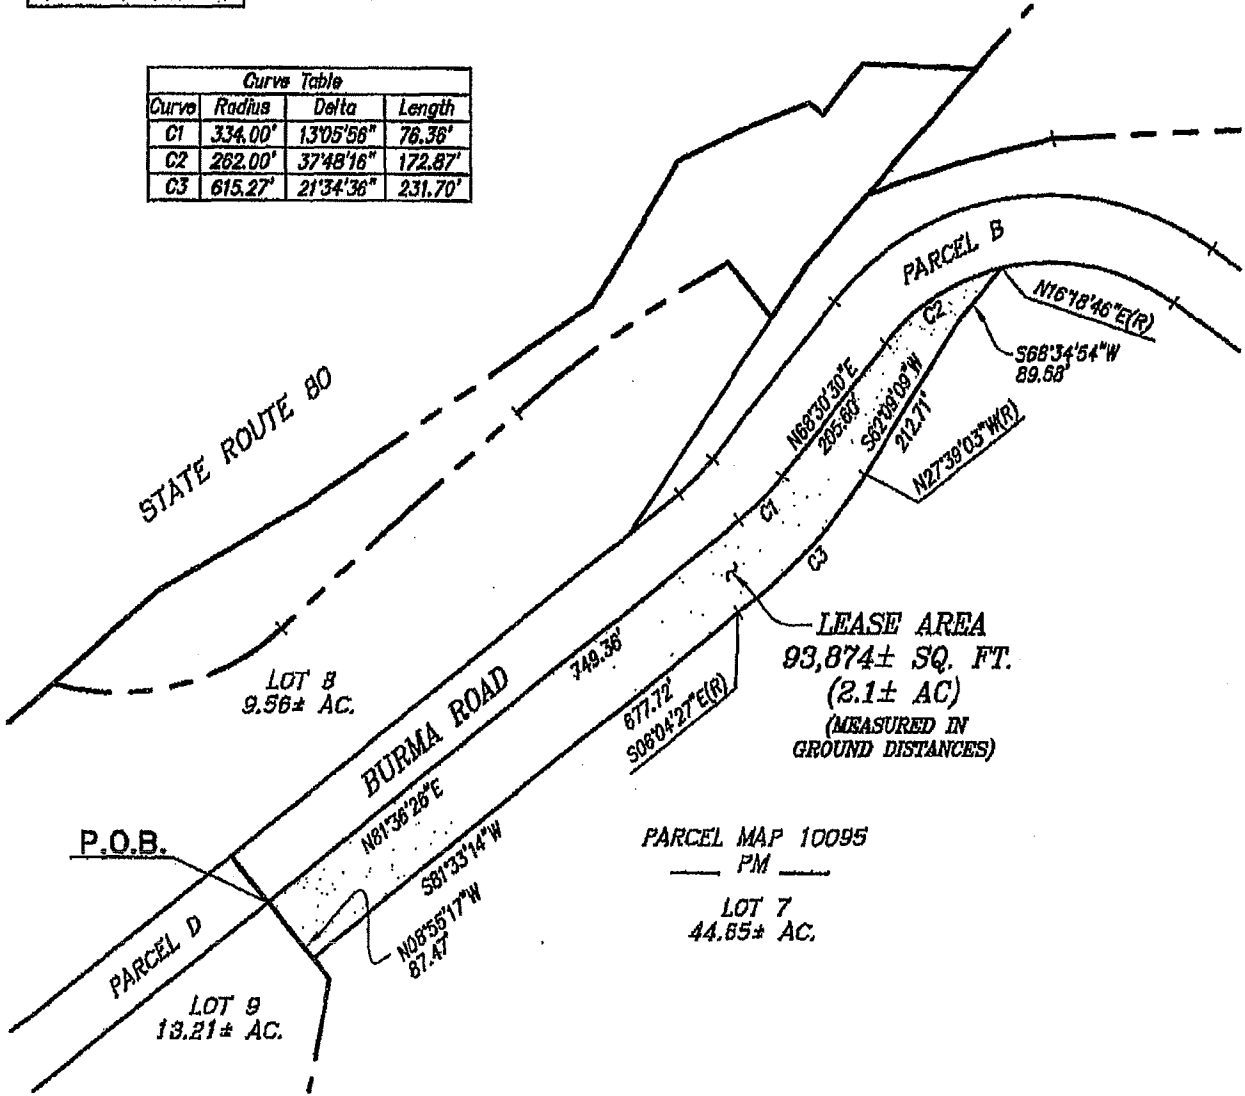 Curve Table
Curve Radius Delta Length
C1 334.00' 13°05'56" 76.36'
C2 262.00' 37°48'16" 172.87'
C3 615.27' 21°34'36" 231.70'
PARCEL B
C2
N16°18'46"E(R)
S68°34'54"W
89.68'
N68°30'30"E
205.60'
S62°09'09"W
212.71'
N27°39'03"W(R)
STATE ROUTE 80
C1
C3
LEASE AREA
93,874± SQ. FT.
(2.1± AC)
(MEASURED IN
GROUND DISTANCES)
LOT 8
9.56± AC.
749.36'
BURMA ROAD
677.72'
S06°04'27"E(R)
N81°36'26"E
S81°33'14"W
P.O.B.
N08°55'17"W
87.47'
PARCEL MAP 10095
PM
LOT 7
44.65± AC.
PARCEL D
LOT 9
13.21± AC.